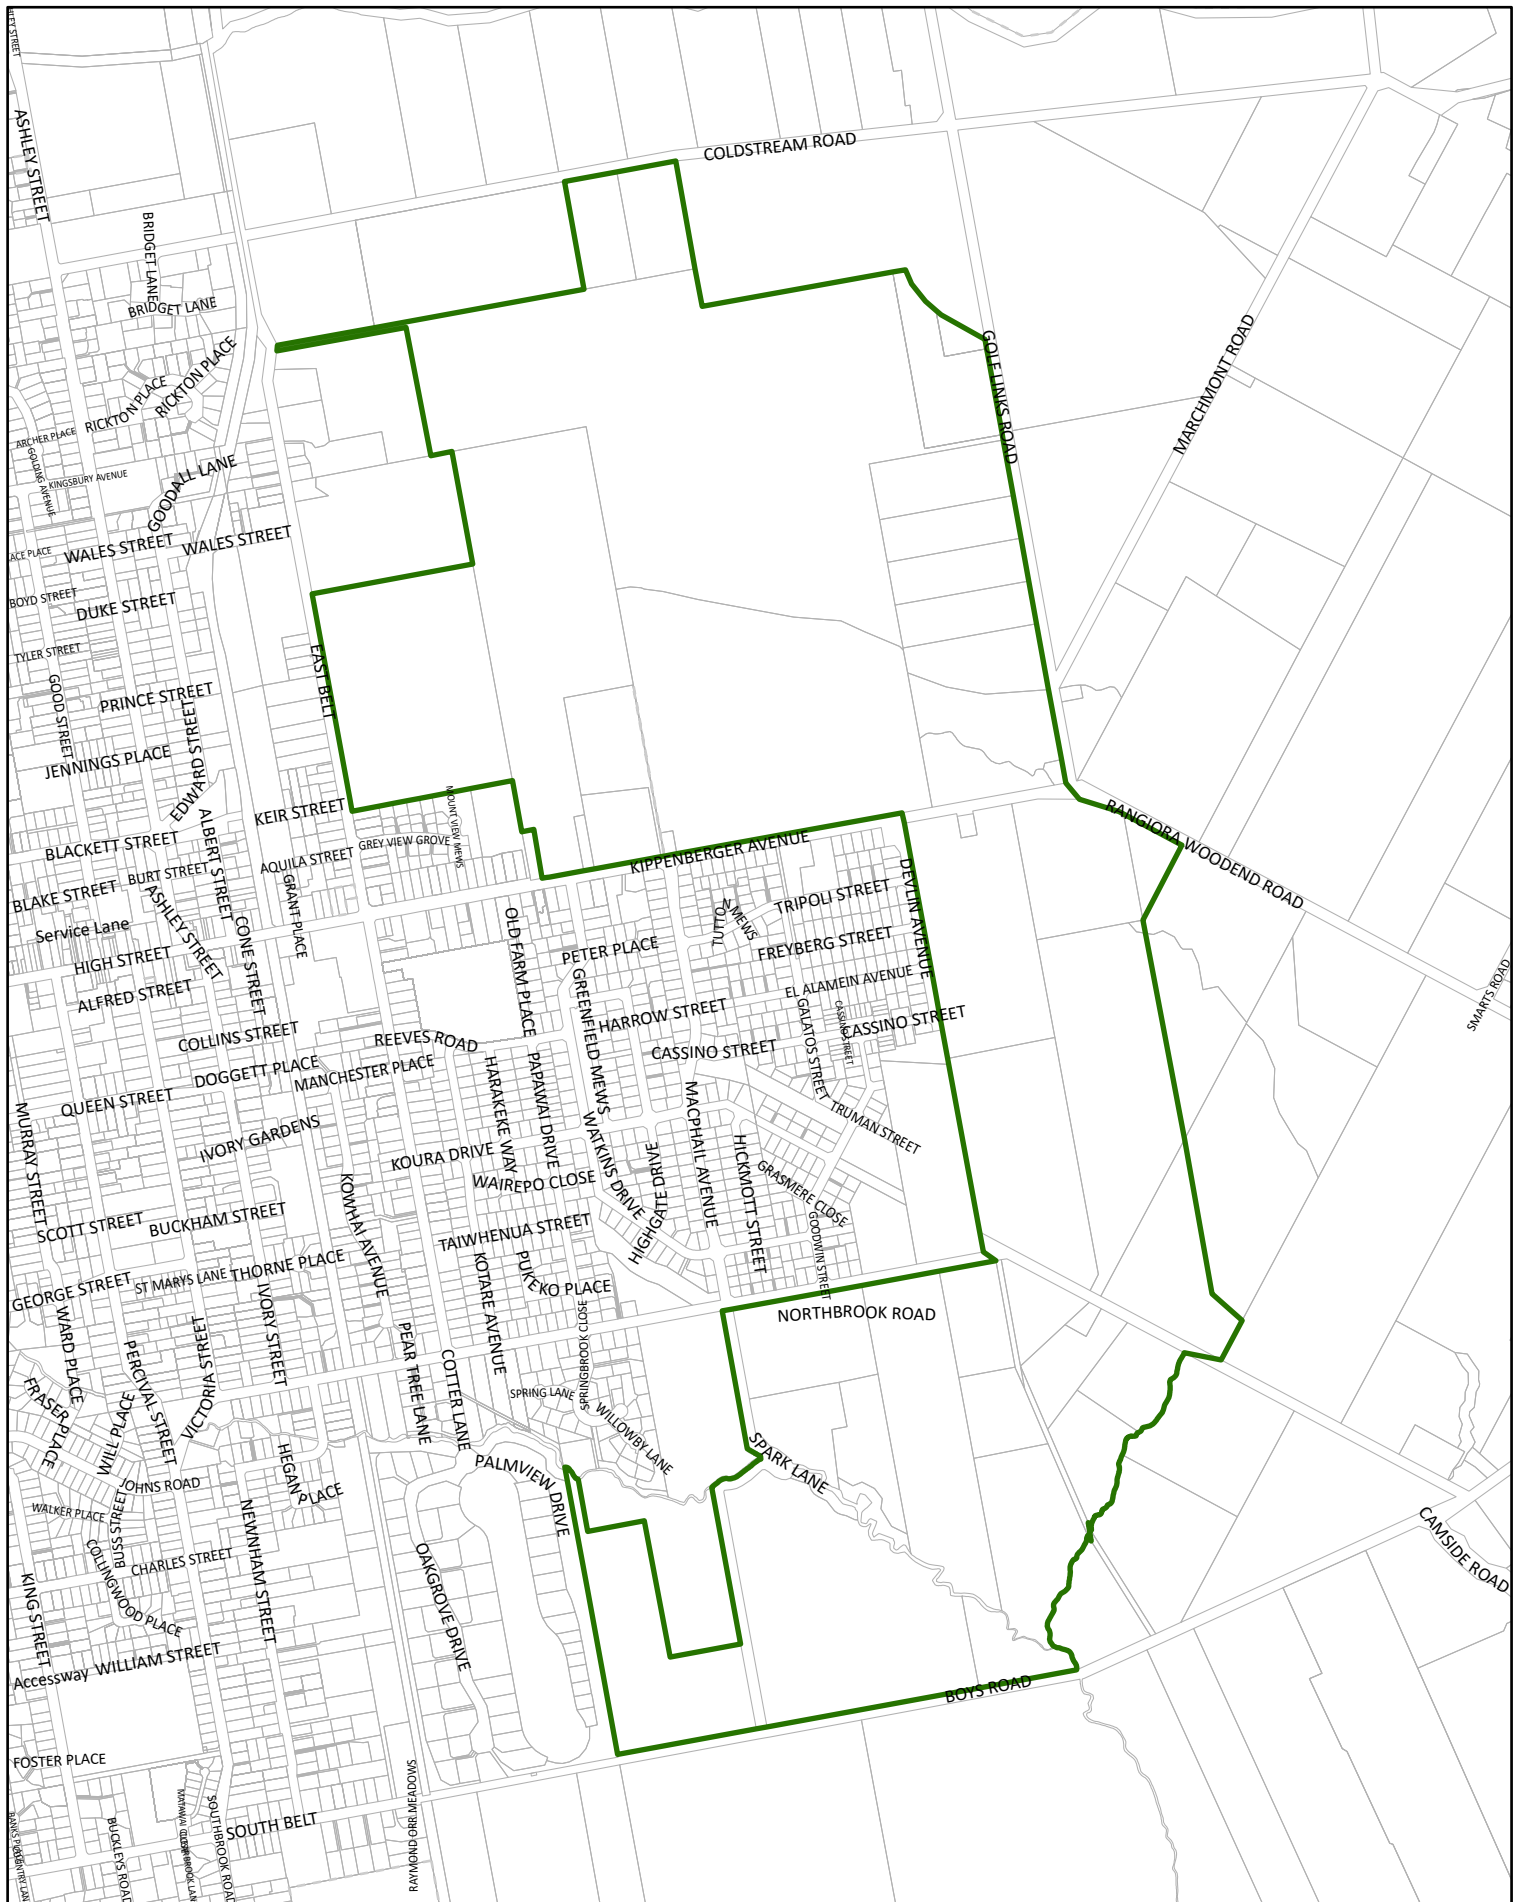 COLDSTREAM ROAD
ASHLEY STREET
BRIDGET LANE
BRIDGET LANE
RICKTON PLACE
RICKTON PLACE
GOLF LINKS ROAD
MARCHMONT ROAD
ARCHER PLACE
GOLDING AVENUE
KINGSBURY AVENUE
GOODALL LANE
WALES STREET
WALES STREET
BOYD STREET
DUKE STREET
TYLER STREET
EAST BELT
GOOD STREET
PRINCE STREET
EDWARD STREET
JENNINGS PLACE
KEIR STREET
MOUNT VIEW MEWS
RANGIORA WOODEND ROAD
BLACKETT STREET
ALBERT STREET
GREY VIEW GROVE
KIPPENBERGER AVENUE
AQUILA STREET
BURT STREET
BLAKE STREET
GRANT PLACE
ASHLEY STREET
DEVLIN AVENUE
TRIPOLI STREET
Service Lane
CONE STREET
OLD FARM PLACE
PETER PLACE
FREYBERG STREET
HIGH STREET
ALFRED STREET
GREENFIELD MEWS
EL ALAMEIN AVENUE
SMARTS ROAD
HARROW STREET
CASSINO STREET
CASSINO STREET
CASSINO STREET
GALATOS STREET
COLLINS STREET
REEVES ROAD
DOGGETT PLACE
MANCHESTER PLACE
QUEEN STREET
HARAKEKE WAY
PAPAWAI DRIVE
MACPHAIL AVENUE
TRUMAN STREET
MURRAY STREET
IVORY GARDENS
KOURA DRIVE
WATKINS DRIVE
HIGHGATE DRIVE
HICKMOTT STREET
GRASMERE CLOSE
WAIREPO CLOSE
KOWHAI AVENUE
SCOTT STREET
BUCKHAM STREET
TAIWHENUA STREET
GOODWIN STREET
KOTARE AVENUE
PUKEKO PLACE
GEORGE STREET
ST MARYS LANE
THORNE PLACE
IVORY STREET
NORTHBROOK ROAD
WARD PLACE
PERCIVAL STREET
VICTORIA STREET
PEAR TREE LANE
COTTER LANE
SPRINGBROOK CLOSE
SPRING LANE
WILLOWBY LANE
FRASER PLACE
WILL PLACE
SPARK LANE
HEGAN PLACE
PALMVIEW DRIVE
JOHNS ROAD
WALKER PLACE
BUSS STREET
NEWNHAM STREET
CAMSIDE ROAD
CHARLES STREET
COLLINGWOOD PLACE
OAKGROVE DRIVE
KING STREET
WILLIAM STREET
Accessway
BOYS ROAD
FOSTER PLACE
RAYMOND ORR MEADOWS
SOUTHBROOK ROAD
SOUTH BELT
BUCKLEYS ROAD